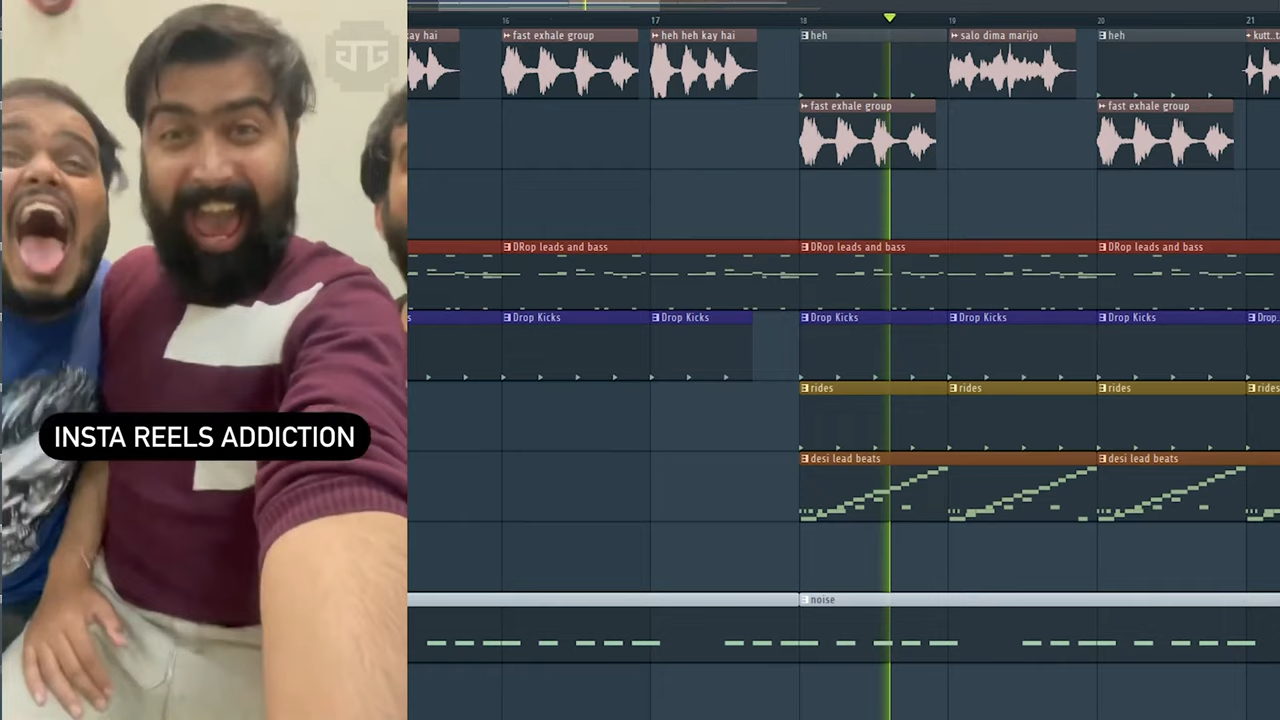 INSTA REELS ADDICTION
16 17 18 19 20 21
kay hai fast exhale group heh heh kay hai heh salo dima marijo heh kutt..t
fast exhale group fast exhale group
DRop leads and bass DRop leads and bass DRop leads and bass
s Drop Kicks Drop Kicks Drop Kicks Drop Kicks Drop Kicks Drop..
rides rides rides rides
desi lead beats desi lead beats
noise